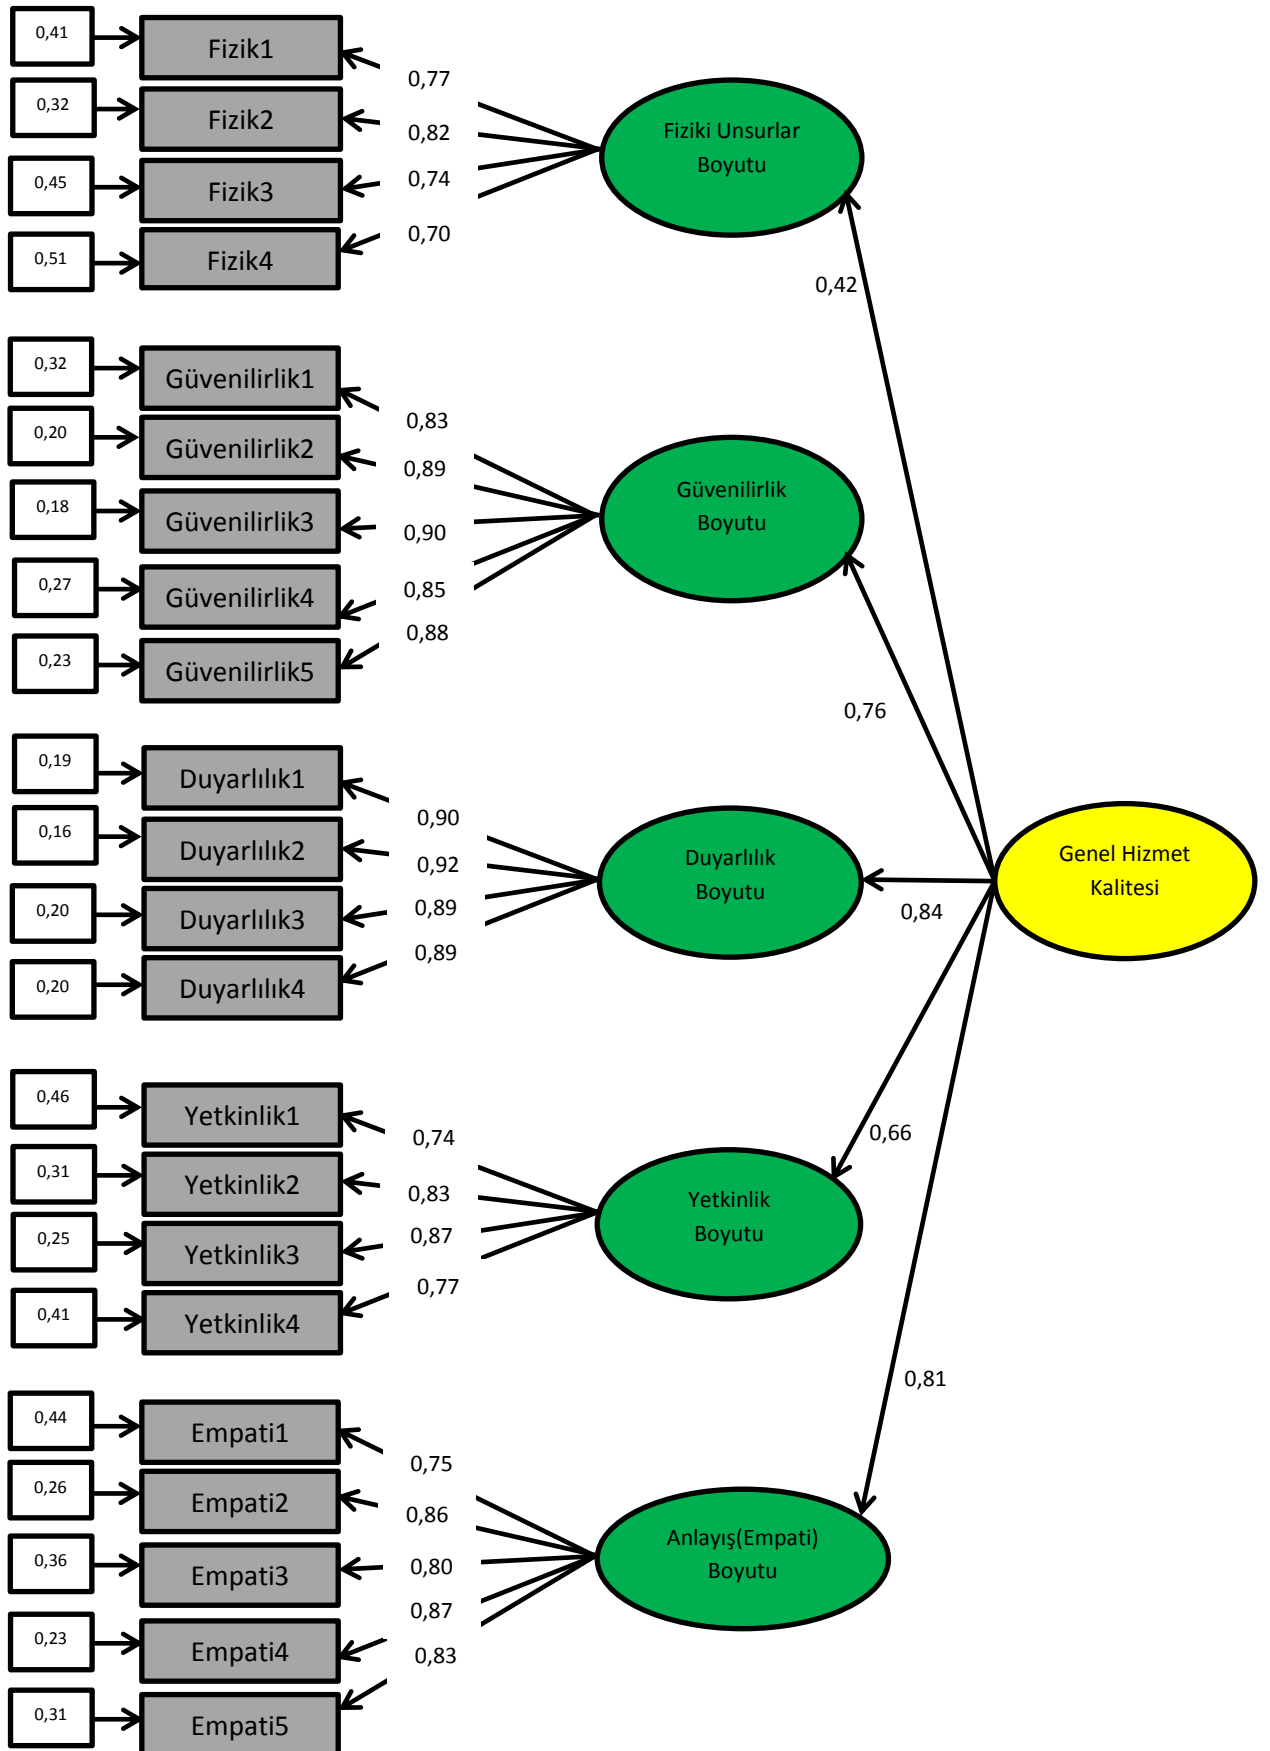 0,41
Fizik1
0,77
0,32
Fizik2
0,82
0,45
Fizik3
0,74
0,51
Fizik4
0,70
Fiziki Unsurlar
Boyutu
0,42
0,32
Güvenilirlik1
0,83
0,20
Güvenilirlik2
0,89
0,18
Güvenilirlik3
0,90
0,27
Güvenilirlik4
0,85
0,23
Güvenilirlik5
0,88
Güvenilirlik
Boyutu
0,76
0,19
Duyarlılık1
0,90
0,16
Duyarlılık2
0,92
0,20
Duyarlılık3
0,89
0,20
Duyarlılık4
0,89
Duyarlılık
Boyutu
0,84
Genel Hizmet
Kalitesi
0,46
Yetkinlik1
0,74
0,31
Yetkinlik2
0,83
0,25
Yetkinlik3
0,87
0,41
Yetkinlik4
0,77
Yetkinlik
Boyutu
0,66
0,44
Empati1
0,75
0,26
Empati2
0,86
0,36
Empati3
0,80
0,23
Empati4
0,87
0,31
Empati5
0,83
Anlayış(Empati)
Boyutu
0,81